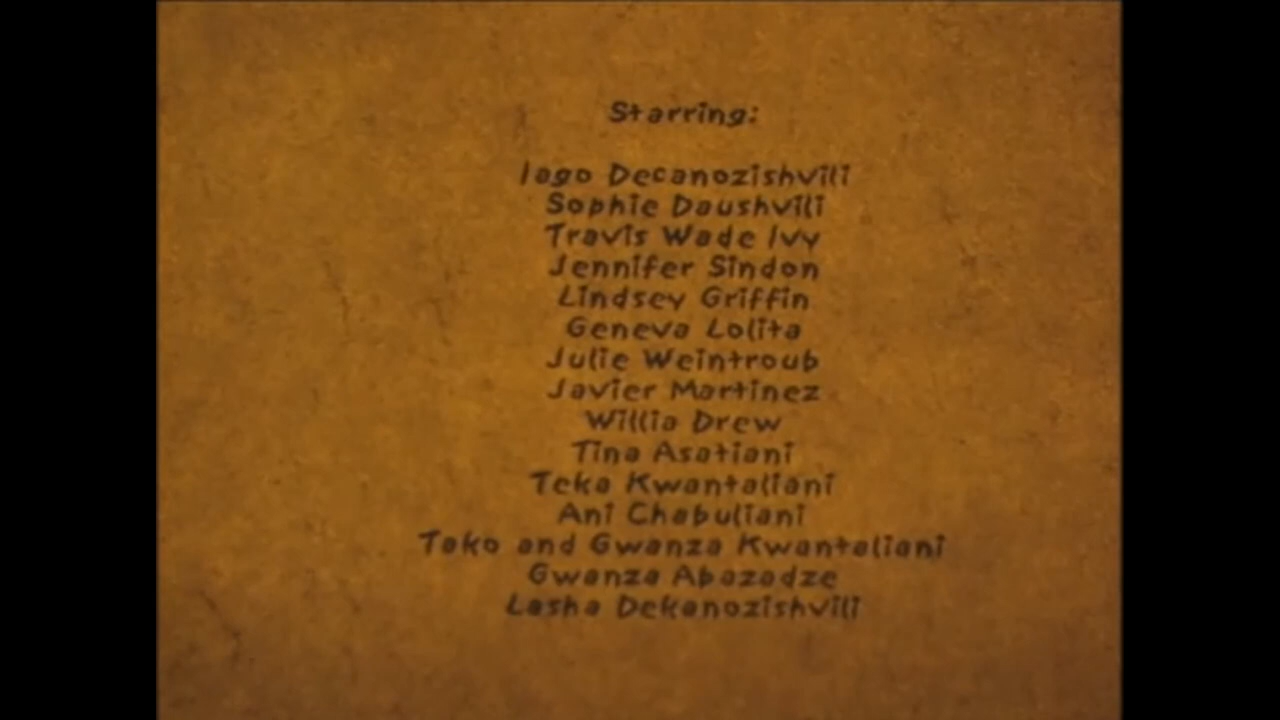 Starring:
Iago Decanozishvili
Sophie Daushvili
Travis Wade Ivy
Jennifer Sindon
Lindsey Griffin
Geneva Lolita
Julie Weintroub
Javier Martinez
Willia Drew
Tina Asatiani
Teka Kwantaliani
Ani Chabuliani
Tako and Gwanza Kwantaliani
Gwanza Abazadze
Lasha Dekanozishvili